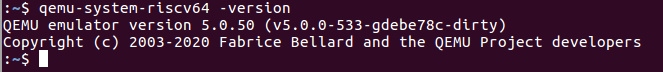 :~$ qemu-system-riscv64 -version
QEMU emulator version 5.0.50 (v5.0.0-533-gdebe78c-dirty)
Copyright (c) 2003-2020 Fabrice Bellard and the QEMU Project developers
:~$